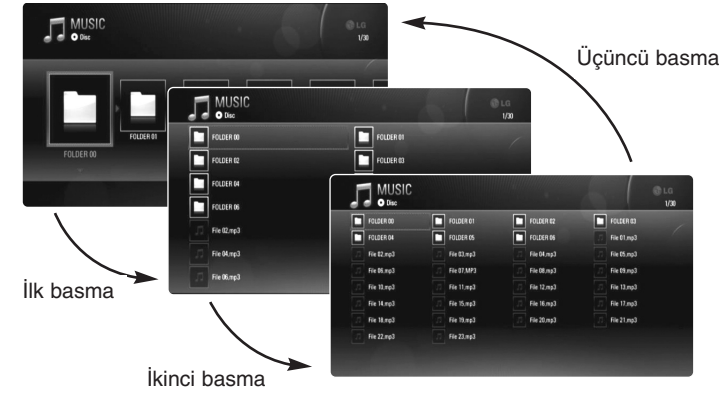 MUSIC
Disc
LG
1/30
FOLDER 00
FOLDER 01
Üçüncü basma
MUSIC
Disc
LG
1/30
FOLDER 00 FOLDER 01
FOLDER 02 FOLDER 03
FOLDER 04
FOLDER 06
File 02.mp3
File 04.mp3
File 06.mp3
İlk basma
MUSIC
Disc
LG
1/30
FOLDER 00 FOLDER 01 FOLDER 02 FOLDER 03
FOLDER 04 FOLDER 05 FOLDER 06 File 01.mp3
File 02.mp3 File 03.mp3 File 04.mp3 File 05.mp3
File 06.mp3 File 07.MP3 File 08.mp3 File 09.mp3
File 10.mp3 File 11.mp3 File 12.mp3 File 13.mp3
File 14.mp3 File 15.mp3 File 16.mp3 File 17.mp3
File 18.mp3 File 19.mp3 File 20.mp3 File 21.mp3
File 22.mp3 File 23.mp3
İkinci basma